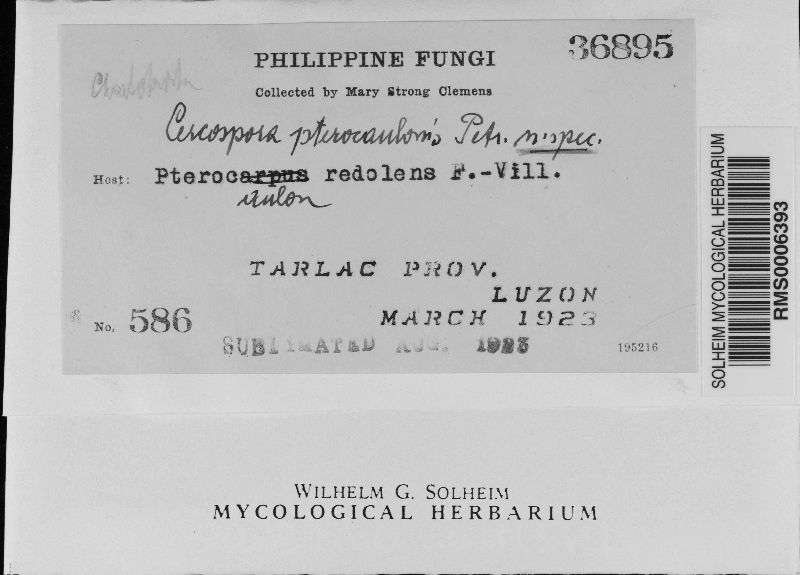 36895
PHILIPPINE FUNGI
Collected by Mary Strong Clemens
Cercospora pterocaulonis Petr. n. spec.
Host: Pterocarpus redolens F.-Vill.
aulon
TARLAC PROV.
LUZON
MARCH 1923
No. 586
SUBLIMATED AUG. 1923
195216
SOLHEIM MYCOLOGICAL HERBARIUM
RMS0006393
WILHELM G. SOLHEIM
MYCOLOGICAL HERBARIUM